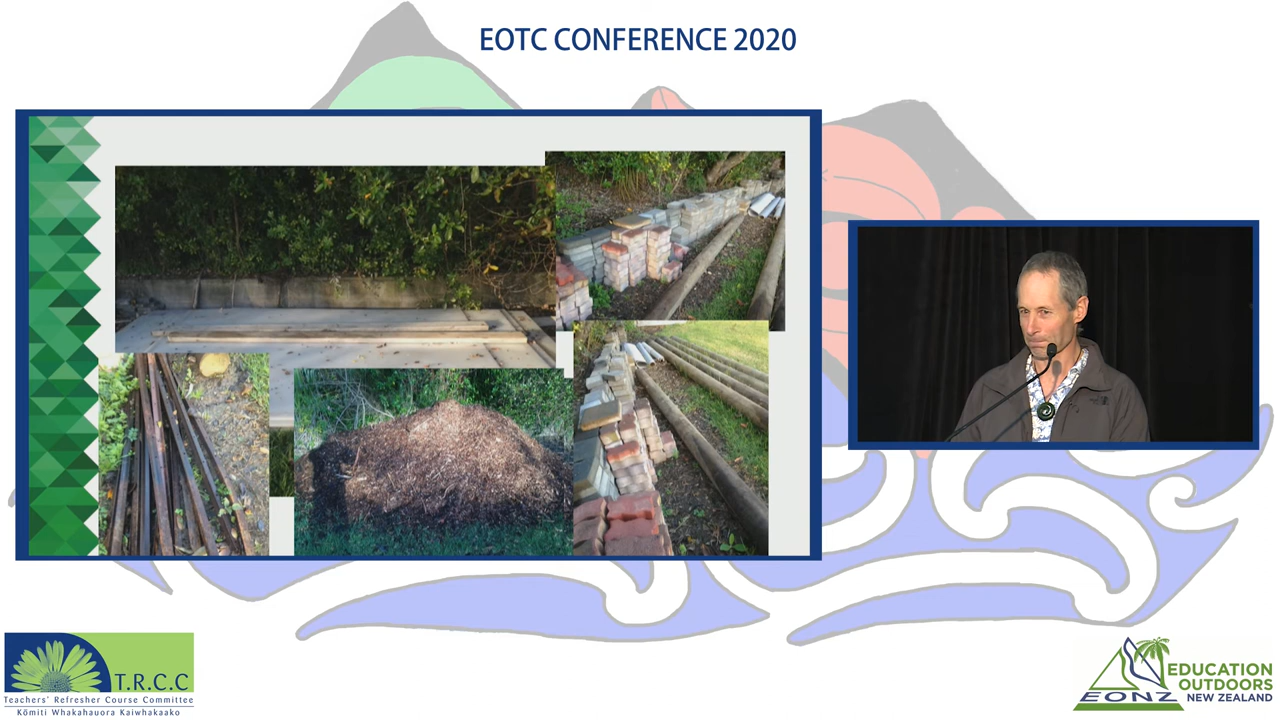 EOTC CONFERENCE 2020
T.R.C.C
Teachers' Refresher Course Committee
Kōmiti Whakahauora Kaiwhakaako
EONZ
EDUCATION
OUTDOORS
NEW ZEALAND